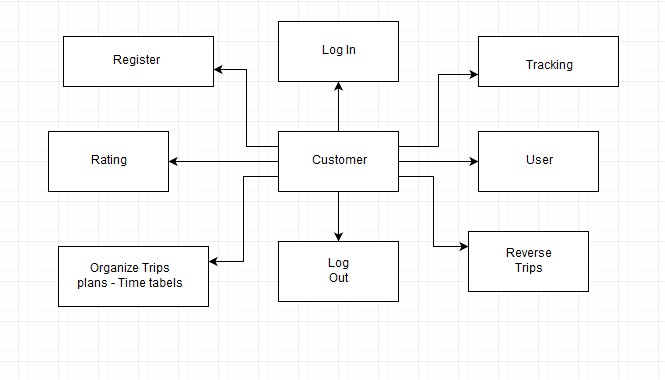 Log In
Register
Tracking
Rating
Customer
User
Organize Trips
plans - Time tabels
Log
Out
Reverse
Trips